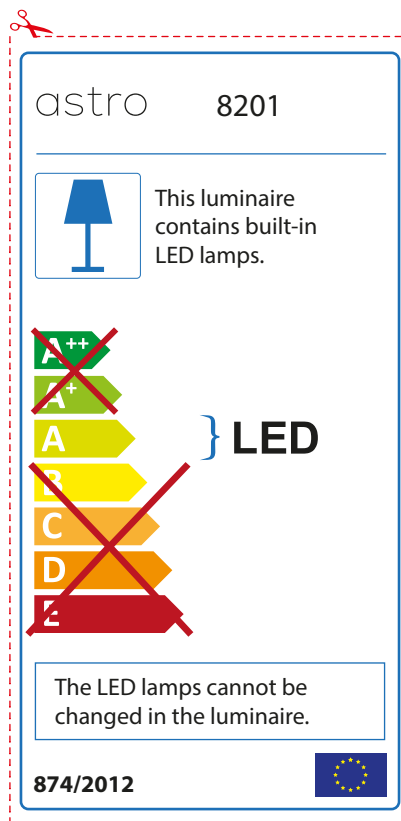 astro 8201
This luminaire
contains built-in
LED lamps.
A++
A+
A
LED
B
C
D
E
The LED lamps cannot be
changed in the luminaire.
874/2012